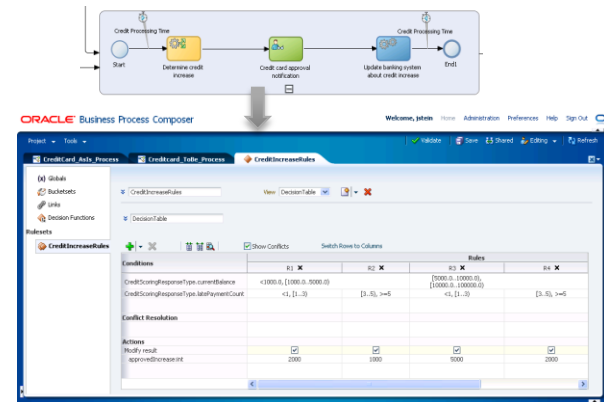 Credit Processing Time
Credit Processing Time
Start
Determine credit increase
Credit card approval notification
Update banking system about credit increase
End1
ORACLE Business Process Composer
Welcome, jstein Home Administration Preferences Help Sign Out
Project Tools
Validate Save Shared Editing Refresh
CreditCard_AsIs_Process CreditCard_ToBe_Process CreditIncreaseRules
(x) Globals
Bucketsets
Links
Decision Functions
Rulesets
CreditIncreaseRules
CreditIncreaseRules View DecisionTable
DecisionTable
Show Conflicts Switch Rows to Columns
Rules
Conditions R1 R2 R3 R4
CreditScoringResponseType.currentBalance <1000.0, [1000.0..5000.0) [5000.0..10000.0), [10000.0..100000.0)
CreditScoringResponseType.latePaymentCount <1, [1..3) [3..5), >=5 <1, [1..3) [3..5), >=5
Conflict Resolution
Actions
Modify result
approvedIncrease:int 2000 1000 5000 2000